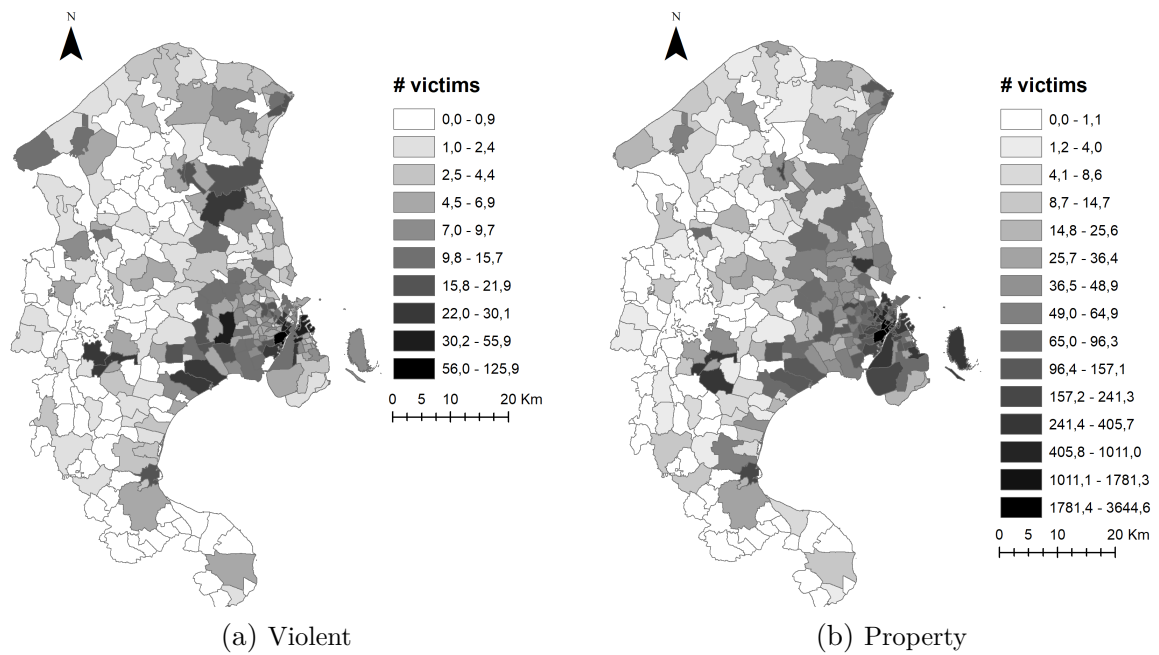 N
# victims
0,0 - 0,9
1,0 - 2,4
2,5 - 4,4
4,5 - 6,9
7,0 - 9,7
9,8 - 15,7
15,8 - 21,9
22,0 - 30,1
30,2 - 55,9
56,0 - 125,9
0 5 10 20 Km
(a) Violent
N
# victims
0,0 - 1,1
1,2 - 4,0
4,1 - 8,6
8,7 - 14,7
14,8 - 25,6
25,7 - 36,4
36,5 - 48,9
49,0 - 64,9
65,0 - 96,3
96,4 - 157,1
157,2 - 241,3
241,4 - 405,7
405,8 - 1011,0
1011,1 - 1781,3
1781,4 - 3644,6
0 5 10 20 Km
(b) Property